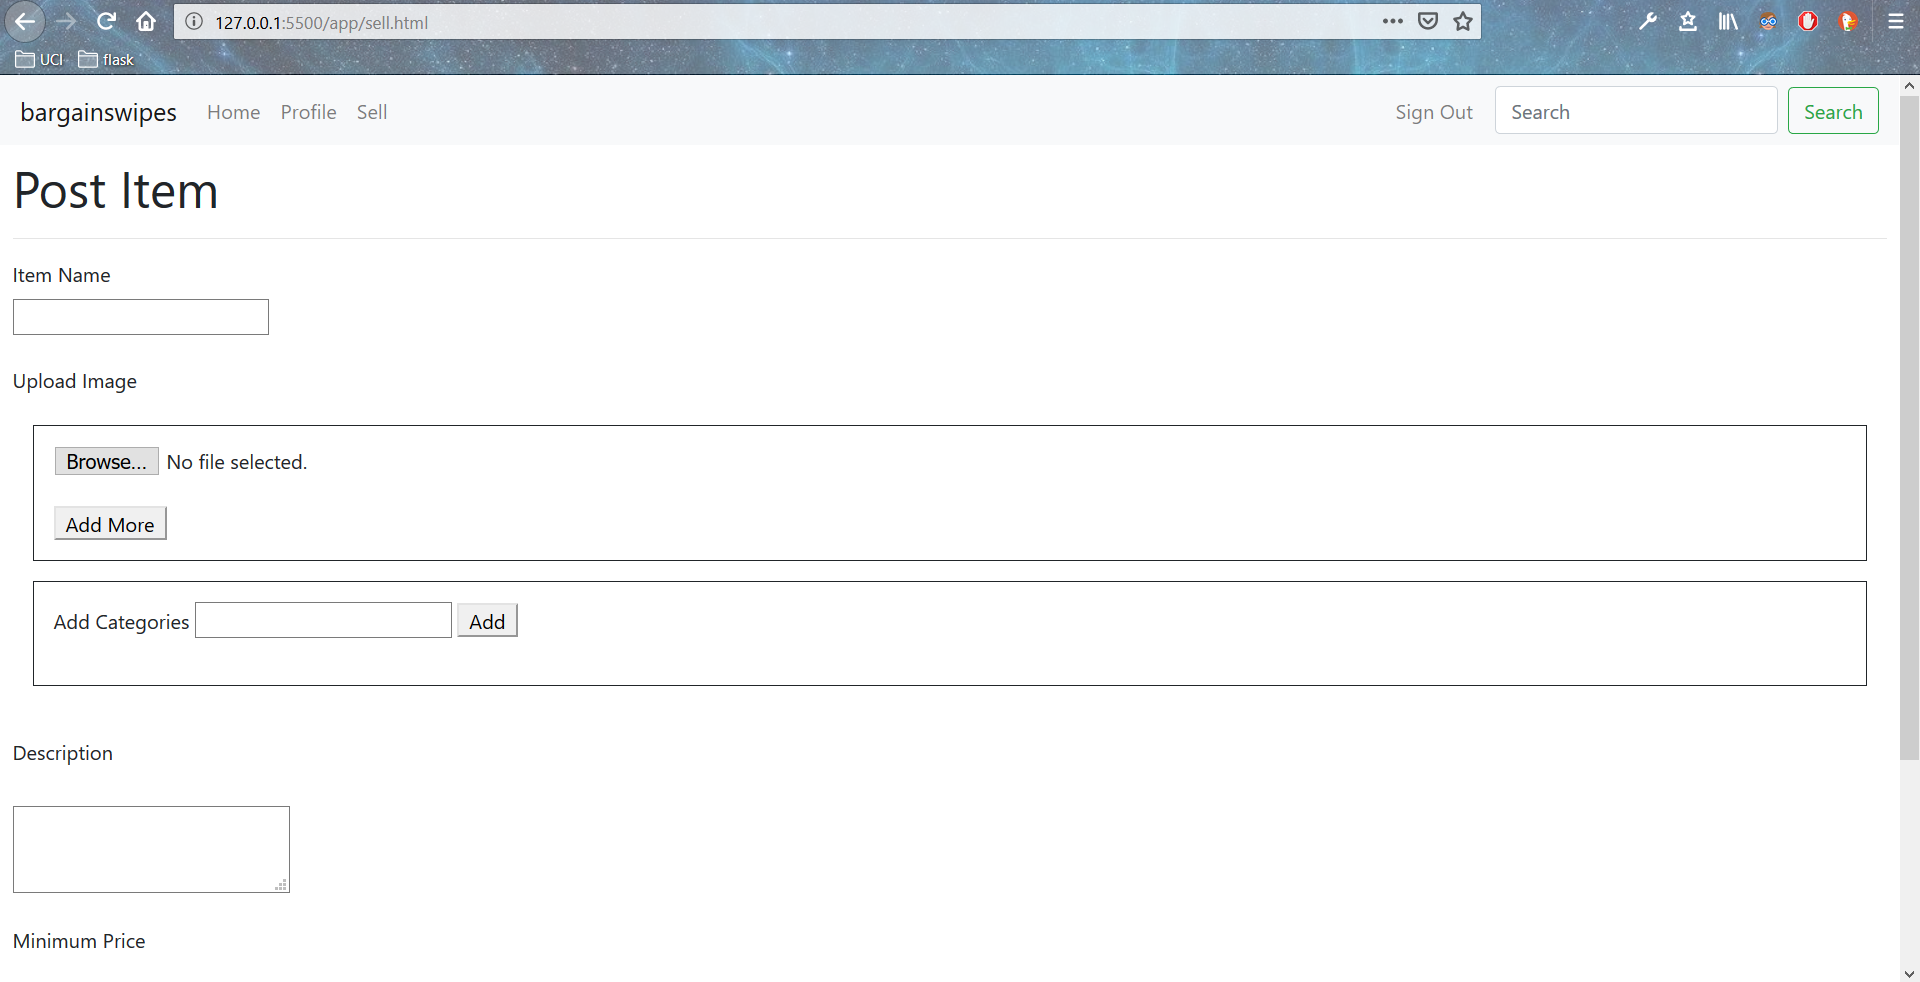 127.0.0.1:5500/app/sell.html
UCI flask
bargainswipes Home Profile Sell Sign Out Search Search
Post Item
Item Name
Upload Image
Browse... No file selected.
Add More
Add Categories Add
Description
Minimum Price